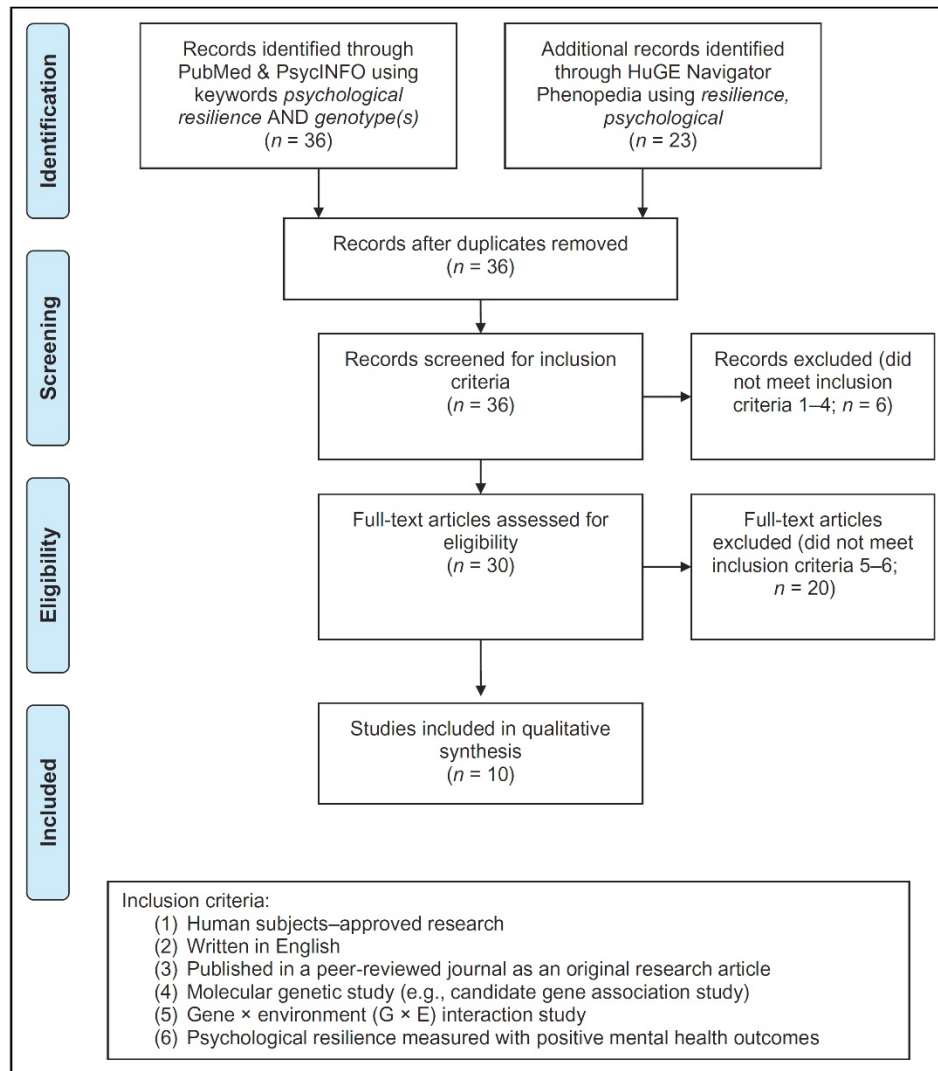 Identification
Records identified through
PubMed & PsycINFO using
keywords psychological
resilience AND genotype(s)
(n = 36)
Additional records identified
through HuGE Navigator
Phenopedia using resilience,
psychological
(n = 23)
Records after duplicates removed
(n = 36)
Screening
Records screened for inclusion
criteria
(n = 36)
Records excluded (did
not meet inclusion
criteria 1–4; n = 6)
Eligibility
Full-text articles assessed for
eligibility
(n = 30)
Full-text articles
excluded (did not meet
inclusion criteria 5–6;
n = 20)
Included
Studies included in qualitative
synthesis
(n = 10)
Inclusion criteria:
(1) Human subjects–approved research
(2) Written in English
(3) Published in a peer-reviewed journal as an original research article
(4) Molecular genetic study (e.g., candidate gene association study)
(5) Gene × environment (G × E) interaction study
(6) Psychological resilience measured with positive mental health outcomes